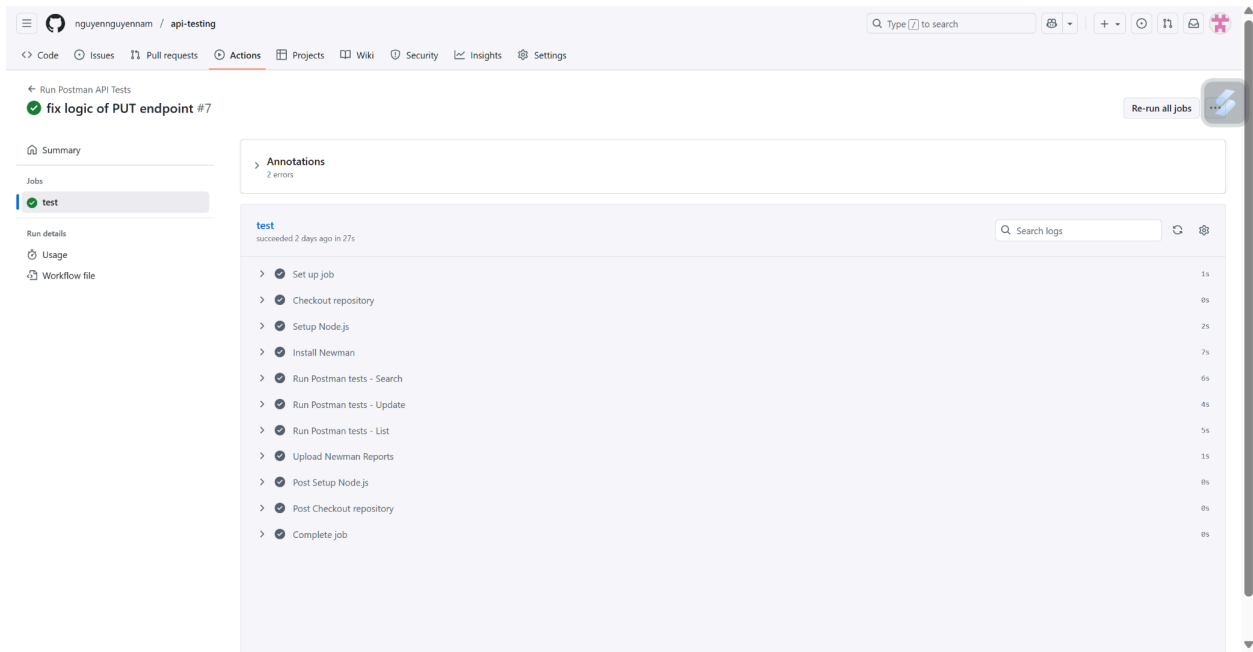 nguyennguyennam / api-testing
Type / to search
Code Issues Pull requests Actions Projects Wiki Security Insights Settings
← Run Postman API Tests
fix logic of PUT endpoint #7
Re-run all jobs
Summary
Jobs
test
Run details
Usage
Workflow file
Annotations
2 errors
test
succeeded 2 days ago in 27s
Search logs
Set up job 1s
Checkout repository 0s
Setup Node.js 2s
Install Newman 7s
Run Postman tests - Search 6s
Run Postman tests - Update 4s
Run Postman tests - List 5s
Upload Newman Reports 1s
Post Setup Node.js 0s
Post Checkout repository 0s
Complete job 0s